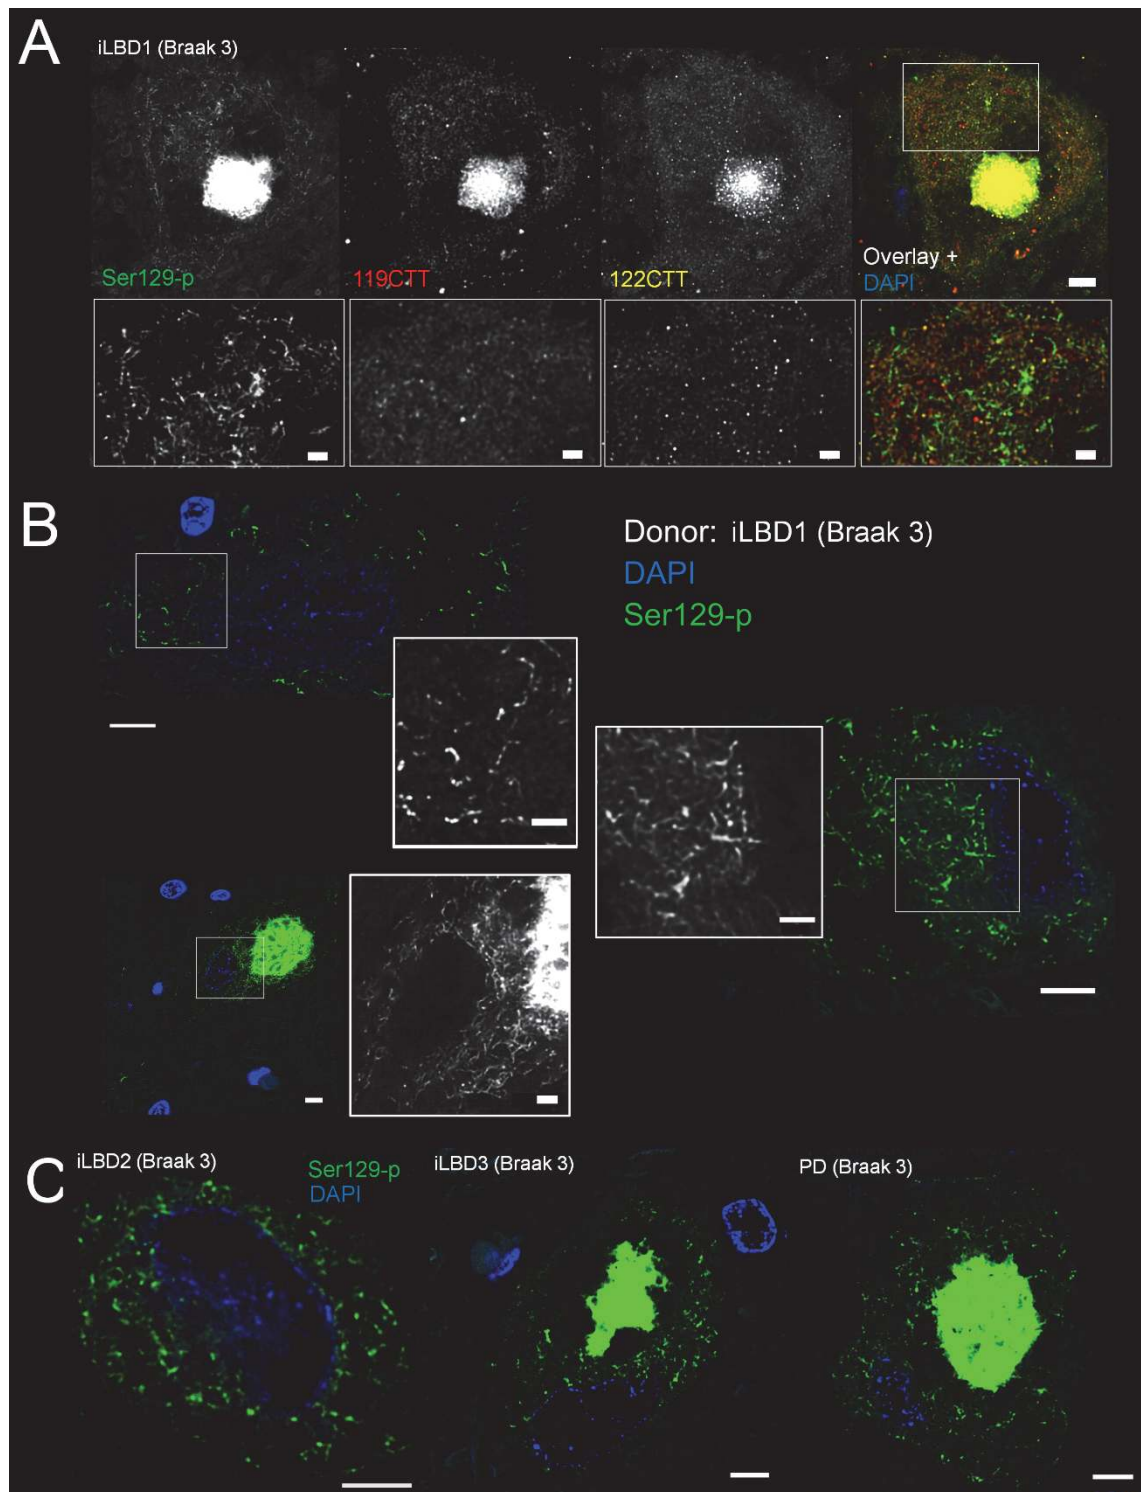 A
iLBD1 (Braak 3)
Ser129-p
119CTT
122CTT
Overlay +
DAPI
B
Donor: iLBD1 (Braak 3)
DAPI
Ser129-p
C
iLBD2 (Braak 3)
Ser129-p
DAPI
iLBD3 (Braak 3)
PD (Braak 3)